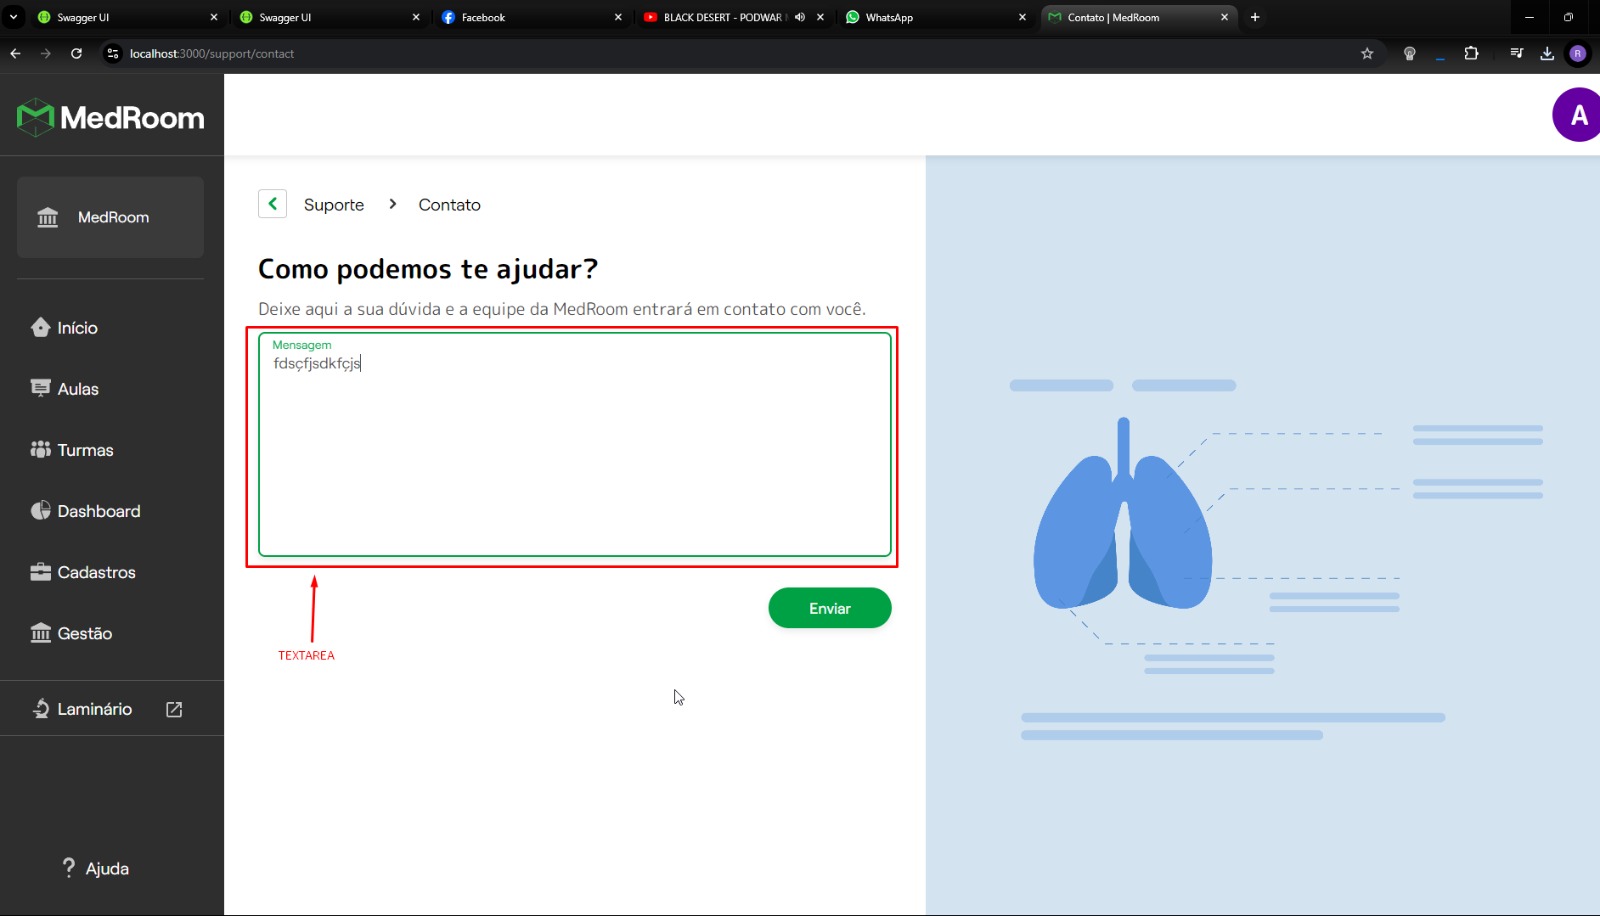 Swagger UI
Swagger UI
Facebook
BLACK DESERT - PODWAR
WhatsApp
Contato | MedRoom
localhost:3000/support/contact
R
MedRoom
A
MedRoom
Suporte > Contato
Como podemos te ajudar?
Deixe aqui a sua dúvida e a equipe da MedRoom entrará em contato com você.
Mensagem
fdsçfjsdkfçjs
Enviar
TEXTAREA
Início
Aulas
Turmas
Dashboard
Cadastros
Gestão
Laminário
? Ajuda